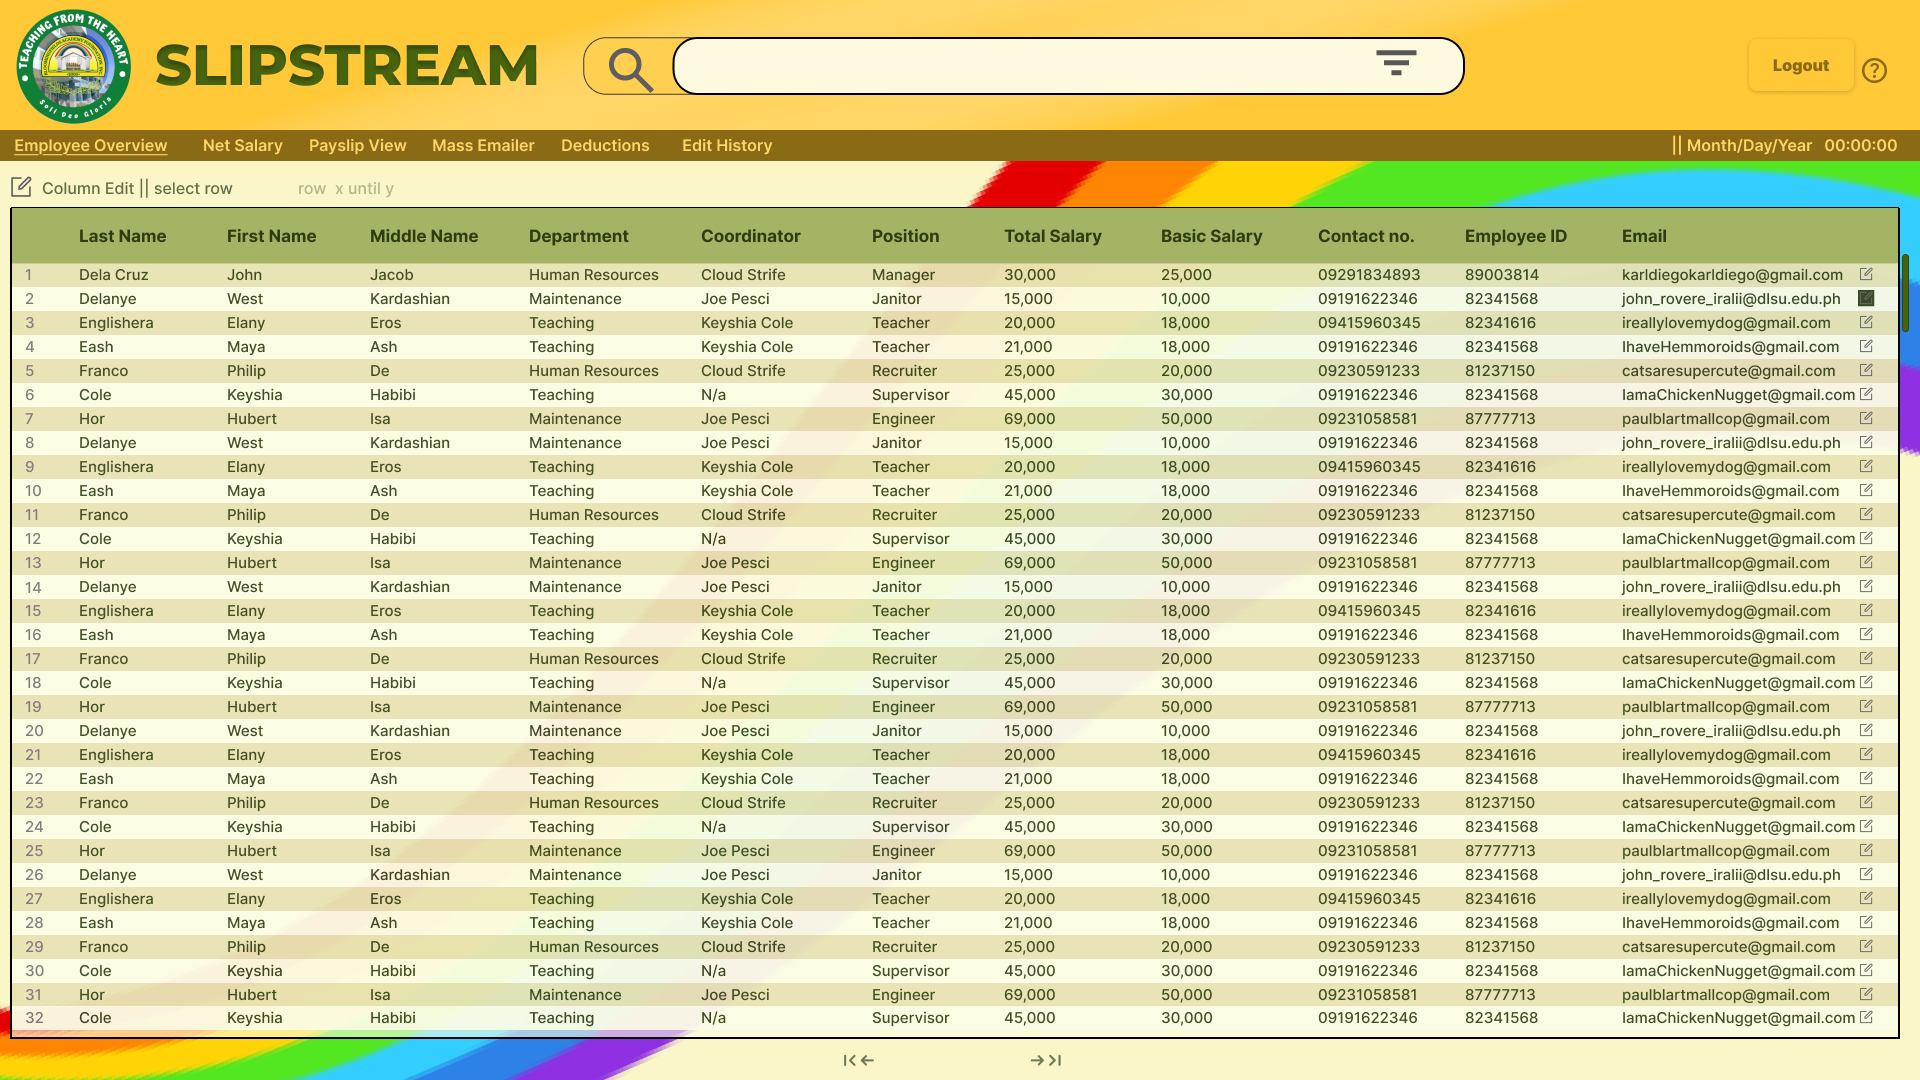 TEACHING FROM THE HEART
Soli Deo Gloria
SLIPSTREAM
Logout
?
Employee Overview Net Salary Payslip View Mass Emailer Deductions Edit History || Month/Day/Year 00:00:00
Column Edit || select row row x until y
Last Name First Name Middle Name Department Coordinator Position Total Salary Basic Salary Contact no. Employee ID Email
1 Dela Cruz John Jacob Human Resources Cloud Strife Manager 30,000 25,000 09291834893 89003814 karldiegokarldiego@gmail.com
2 Delanye West Kardashian Maintenance Joe Pesci Janitor 15,000 10,000 09191622346 82341568 john_rovere_iralii@dlsu.edu.ph
3 Englishera Elany Eros Teaching Keyshia Cole Teacher 20,000 18,000 09415960345 82341616 ireallylovemydog@gmail.com
4 Eash Maya Ash Teaching Keyshia Cole Teacher 21,000 18,000 09191622346 82341568 IhaveHemmoroids@gmail.com
5 Franco Philip De Human Resources Cloud Strife Recruiter 25,000 20,000 09230591233 81237150 catsaresupercute@gmail.com
6 Cole Keyshia Habibi Teaching N/a Supervisor 45,000 30,000 09191622346 82341568 IamaChickenNugget@gmail.com
7 Hor Hubert Isa Maintenance Joe Pesci Engineer 69,000 50,000 09231058581 87777713 paulblartmallcop@gmail.com
8 Delanye West Kardashian Maintenance Joe Pesci Janitor 15,000 10,000 09191622346 82341568 john_rovere_iralii@dlsu.edu.ph
9 Englishera Elany Eros Teaching Keyshia Cole Teacher 20,000 18,000 09415960345 82341616 ireallylovemydog@gmail.com
10 Eash Maya Ash Teaching Keyshia Cole Teacher 21,000 18,000 09191622346 82341568 IhaveHemmoroids@gmail.com
11 Franco Philip De Human Resources Cloud Strife Recruiter 25,000 20,000 09230591233 81237150 catsaresupercute@gmail.com
12 Cole Keyshia Habibi Teaching N/a Supervisor 45,000 30,000 09191622346 82341568 IamaChickenNugget@gmail.com
13 Hor Hubert Isa Maintenance Joe Pesci Engineer 69,000 50,000 09231058581 87777713 paulblartmallcop@gmail.com
14 Delanye West Kardashian Maintenance Joe Pesci Janitor 15,000 10,000 09191622346 82341568 john_rovere_iralii@dlsu.edu.ph
15 Englishera Elany Eros Teaching Keyshia Cole Teacher 20,000 18,000 09415960345 82341616 ireallylovemydog@gmail.com
16 Eash Maya Ash Teaching Keyshia Cole Teacher 21,000 18,000 09191622346 82341568 IhaveHemmoroids@gmail.com
17 Franco Philip De Human Resources Cloud Strife Recruiter 25,000 20,000 09230591233 81237150 catsaresupercute@gmail.com
18 Cole Keyshia Habibi Teaching N/a Supervisor 45,000 30,000 09191622346 82341568 IamaChickenNugget@gmail.com
19 Hor Hubert Isa Maintenance Joe Pesci Engineer 69,000 50,000 09231058581 87777713 paulblartmallcop@gmail.com
20 Delanye West Kardashian Maintenance Joe Pesci Janitor 15,000 10,000 09191622346 82341568 john_rovere_iralii@dlsu.edu.ph
21 Englishera Elany Eros Teaching Keyshia Cole Teacher 20,000 18,000 09415960345 82341616 ireallylovemydog@gmail.com
22 Eash Maya Ash Teaching Keyshia Cole Teacher 21,000 18,000 09191622346 82341568 IhaveHemmoroids@gmail.com
23 Franco Philip De Human Resources Cloud Strife Recruiter 25,000 20,000 09230591233 81237150 catsaresupercute@gmail.com
24 Cole Keyshia Habibi Teaching N/a Supervisor 45,000 30,000 09191622346 82341568 IamaChickenNugget@gmail.com
25 Hor Hubert Isa Maintenance Joe Pesci Engineer 69,000 50,000 09231058581 87777713 paulblartmallcop@gmail.com
26 Delanye West Kardashian Maintenance Joe Pesci Janitor 15,000 10,000 09191622346 82341568 john_rovere_iralii@dlsu.edu.ph
27 Englishera Elany Eros Teaching Keyshia Cole Teacher 20,000 18,000 09415960345 82341616 ireallylovemydog@gmail.com
28 Eash Maya Ash Teaching Keyshia Cole Teacher 21,000 18,000 09191622346 82341568 IhaveHemmoroids@gmail.com
29 Franco Philip De Human Resources Cloud Strife Recruiter 25,000 20,000 09230591233 81237150 catsaresupercute@gmail.com
30 Cole Keyshia Habibi Teaching N/a Supervisor 45,000 30,000 09191622346 82341568 IamaChickenNugget@gmail.com
31 Hor Hubert Isa Maintenance Joe Pesci Engineer 69,000 50,000 09231058581 87777713 paulblartmallcop@gmail.com
32 Cole Keyshia Habibi Teaching N/a Supervisor 45,000 30,000 09191622346 82341568 IamaChickenNugget@gmail.com